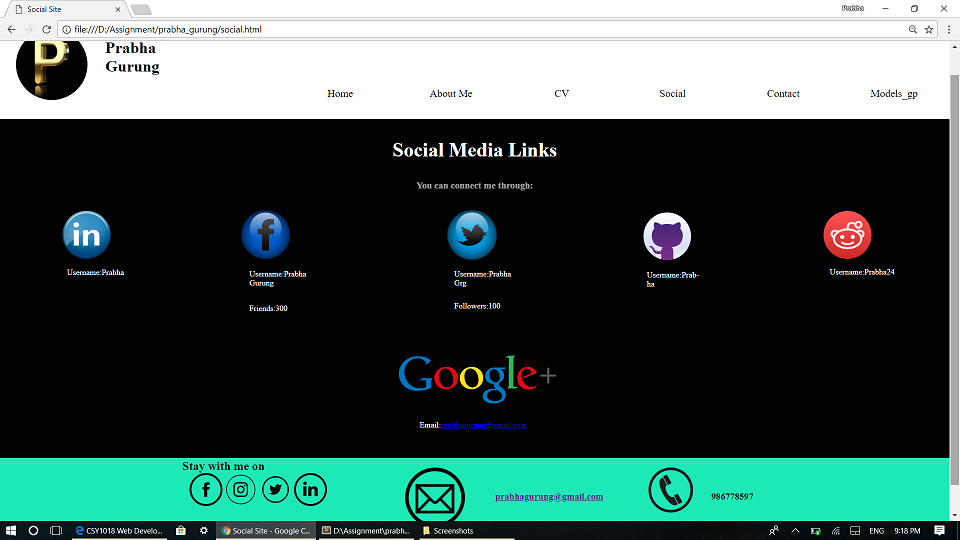 Social Site
Prabha
file:///D:/Assignment/prabha_gurung/social.html
P
Prabha
Gurung
Home About Me CV Social Contact Models_gp
Social Media Links
You can connect me through:
in f
Username:Prabha
Username:Prabha
Gurung
Friends:300
Username:Prabha
Grg
Followers:100
Username:Prab-
ha
Username:Prabha24
Google+
Email:prabhagurung@gmail.com
Stay with me on
f in
prabhagurung@gmail.com
986778597
CSY1018 Web Develo...
Social Site - Google C...
D:\Assignment\prabh...
Screenshots
ENG 9:18 PM